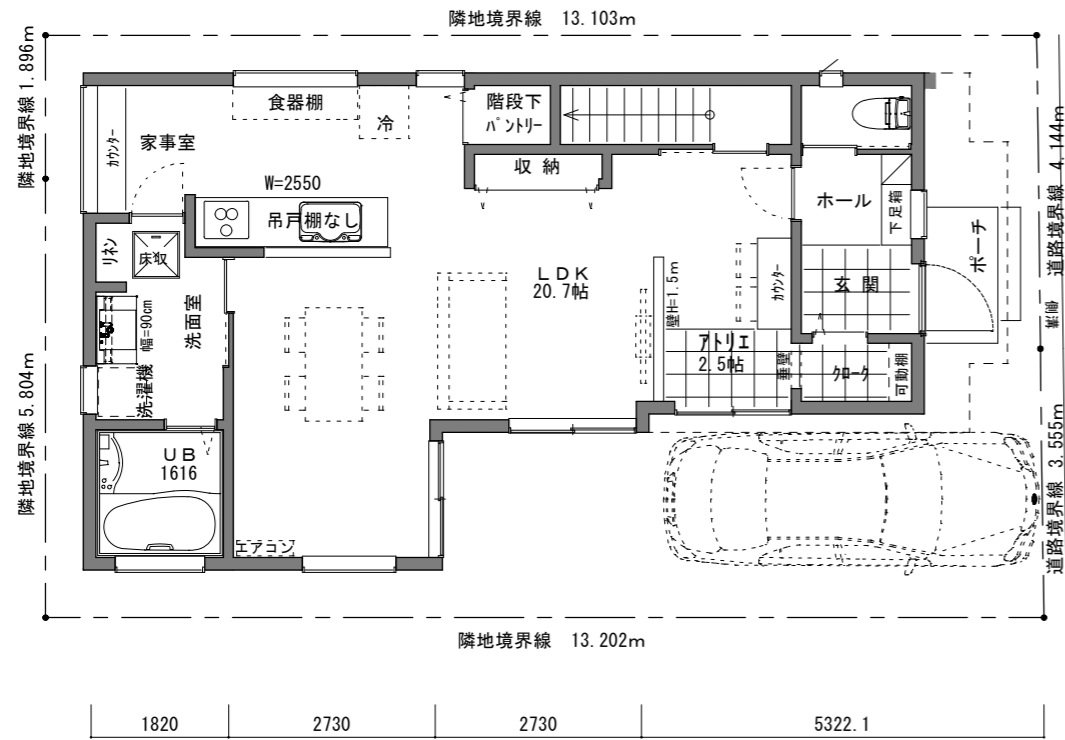 隣地境界線 13.103m
隣地境界線 1.896m
隣地境界線 5.804m
道路境界線 4.144m
道路境界線 3.555m
食器棚
冷
階段下
パントリー
収納
家事室
カウンター
W=2550
吊戸棚なし
ホール
下足箱
ポーチ
リネン
床収
LDK
20.7帖
カウンター
玄関
壁H=1.5m
幅=90cm
洗面室
アトリエ
2.5帖
垂壁
クローク
可動棚
洗濯機
UB
1616
エアコン
隣地境界線 13.202m
1820
2730
2730
5322.1